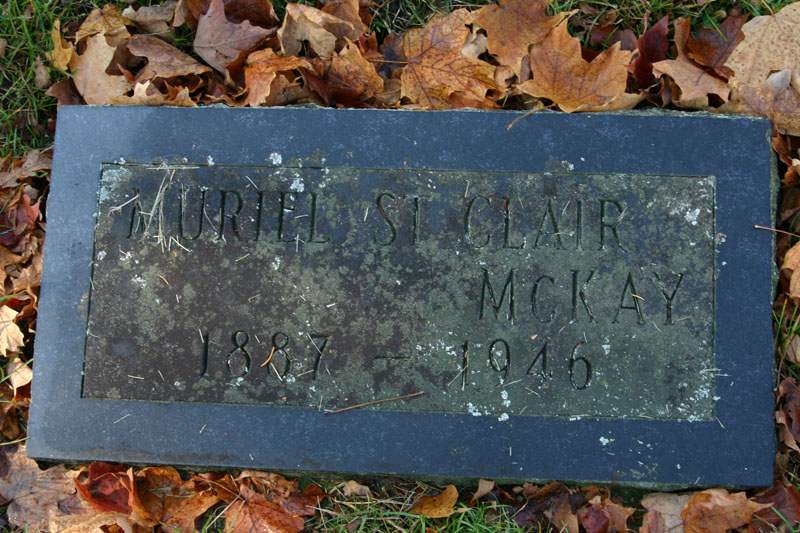 MURIEL ST CLAIR
MCKAY
1887 – 1946